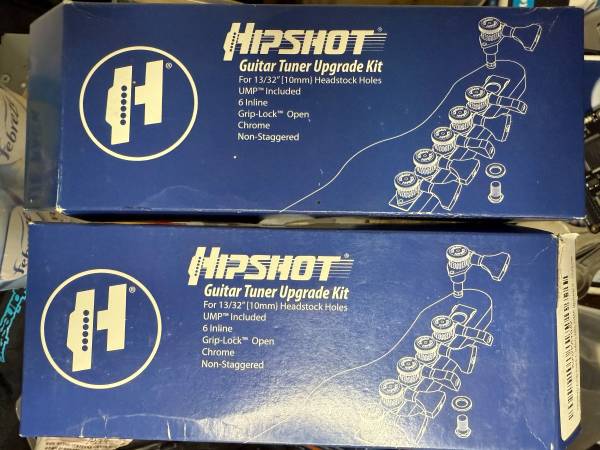 HIPSHOT®
Guitar Tuner Upgrade Kit
For 13/32" [10mm] Headstock Holes
UMP™ Included
6 Inline
Grip-Lock™ Open
Chrome
Non-Staggered
H®
febre
HIPSHOT®
Guitar Tuner Upgrade Kit
For 13/32" [10mm] Headstock Holes
UMP™ Included
6 Inline
Grip-Lock™ Open
Chrome
Non-Staggered
H®